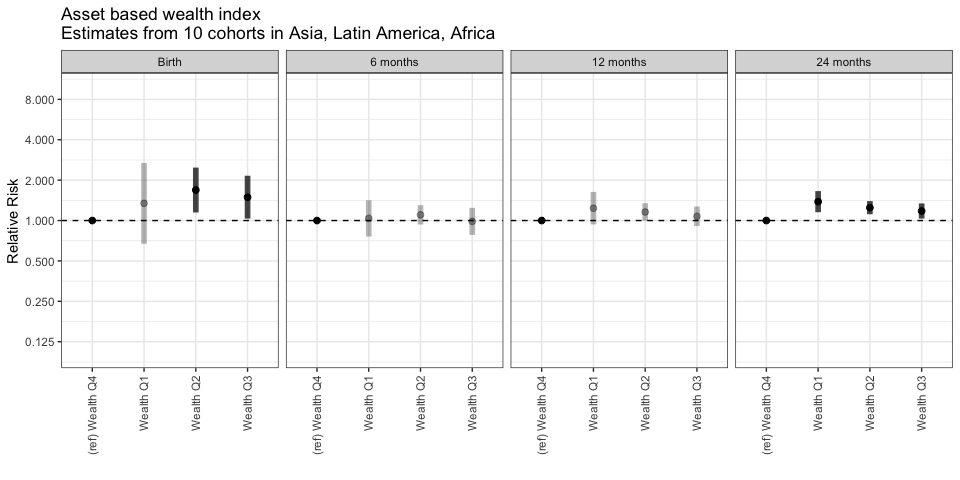 Asset based wealth index
Estimates from 10 cohorts in Asia, Latin America, Africa
Birth
6 months
12 months
24 months
Relative Risk
8.000
4.000
2.000
1.000
0.500
0.250
0.125
(ref) Wealth Q4
Wealth Q1
Wealth Q2
Wealth Q3
(ref) Wealth Q4
Wealth Q1
Wealth Q2
Wealth Q3
(ref) Wealth Q4
Wealth Q1
Wealth Q2
Wealth Q3
(ref) Wealth Q4
Wealth Q1
Wealth Q2
Wealth Q3